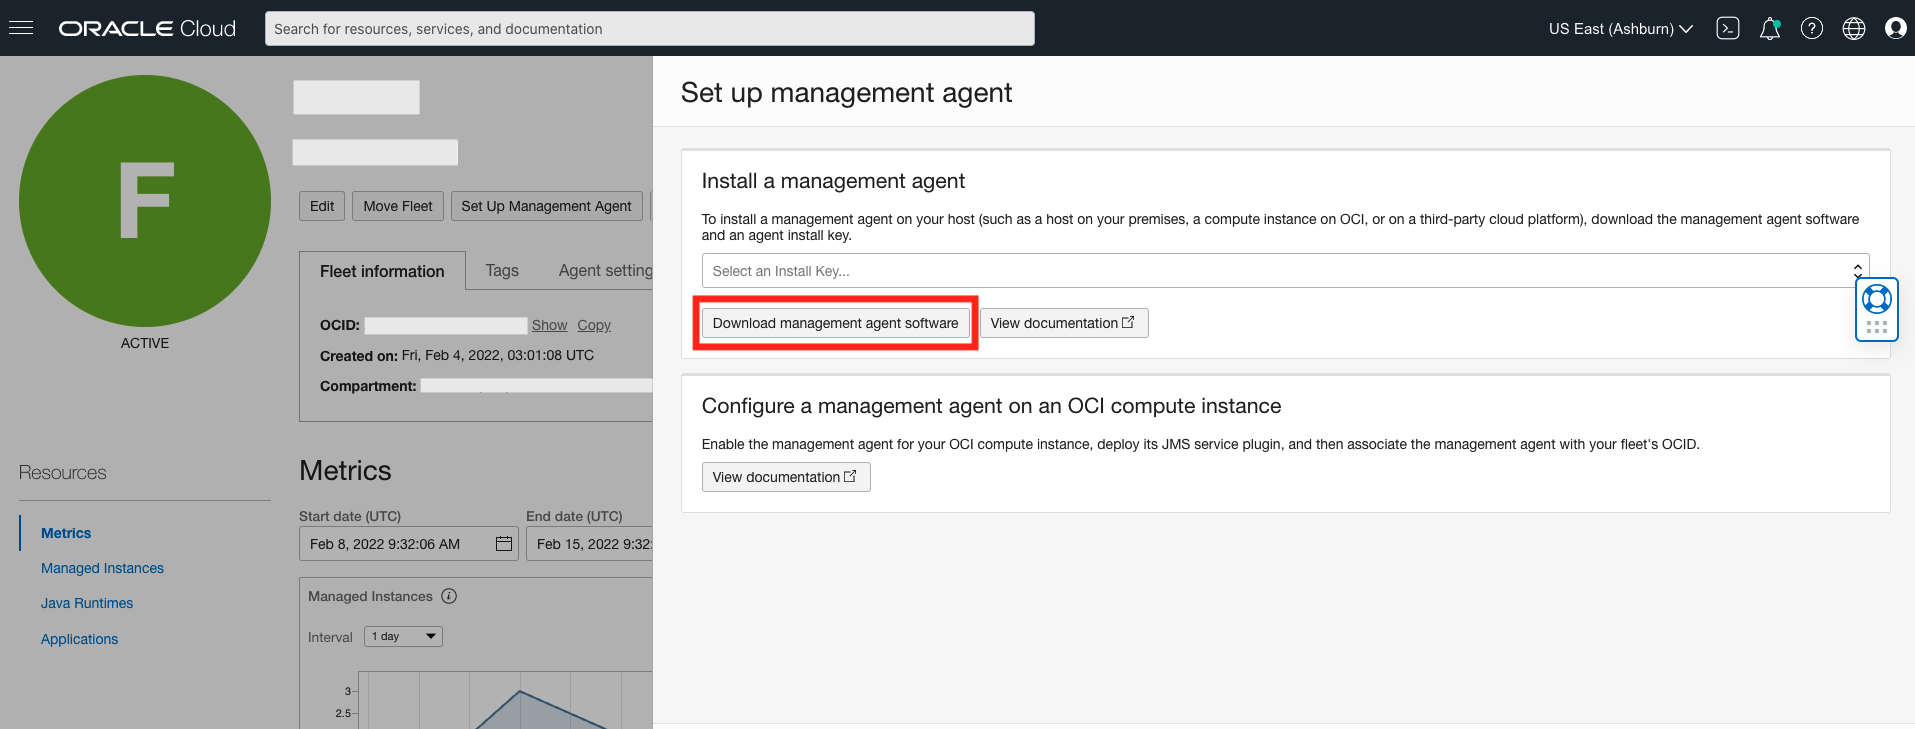 ORACLE Cloud
Search for resources, services, and documentation
US East (Ashburn)
F
ACTIVE
Edit
Move Fleet
Set Up Management Agent
Fleet information
Tags
Agent setting
OCID:
Show
Copy
Created on: Fri, Feb 4, 2022, 03:01:08 UTC
Compartment:
Resources
Metrics
Managed Instances
Java Runtimes
Applications
Metrics
Start date (UTC)
End date (UTC)
Feb 8, 2022 9:32:06 AM
Feb 15, 2022 9:32:
Managed Instances
Interval
1 day
3
2.5
Set up management agent
Install a management agent
To install a management agent on your host (such as a host on your premises, a compute instance on OCI, or on a third-party cloud platform), download the management agent software
and an agent install key.
Select an Install Key...
Download management agent software
View documentation
Configure a management agent on an OCI compute instance
Enable the management agent for your OCI compute instance, deploy its JMS service plugin, and then associate the management agent with your fleet's OCID.
View documentation